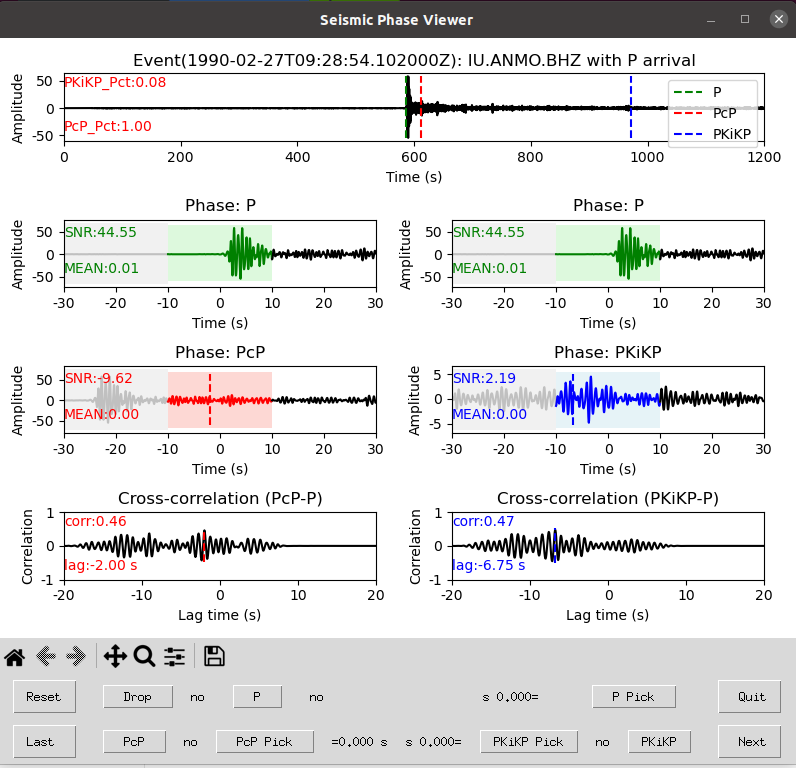 Seismic Phase Viewer
Event(1990-02-27T09:28:54.102000Z): IU.ANMO.BHZ with P arrival
Amplitude
50
0
-50
PKiKP_Pct:0.08
PcP_Pct:1.00
P
PcP
PKiKP
0 200 400 600 800 1000 1200
Time (s)
Phase: P
Amplitude
50
0
-50
SNR:44.55
MEAN:0.01
-30 -20 -10 0 10 20 30
Time (s)
Phase: P
Amplitude
50
0
-50
SNR:44.55
MEAN:0.01
-30 -20 -10 0 10 20 30
Time (s)
Phase: PcP
Amplitude
50
0
-50
SNR:-9.62
MEAN:0.00
-30 -20 -10 0 10 20 30
Time (s)
Phase: PKiKP
Amplitude
5
0
-5
SNR:2.19
MEAN:0.00
-30 -20 -10 0 10 20 30
Time (s)
Cross-correlation (PcP-P)
Correlation
1
0
-1
corr:0.46
lag:-2.00 s
-20 -10 0 10 20
Lag time (s)
Cross-correlation (PKiKP-P)
Correlation
1
0
-1
corr:0.47
lag:-6.75 s
-20 -10 0 10 20
Lag time (s)
Reset Drop no P no s 0.000= P Pick Quit
Last PcP no PcP Pick =0.000 s s 0.000= PKiKP Pick no PKiKP Next